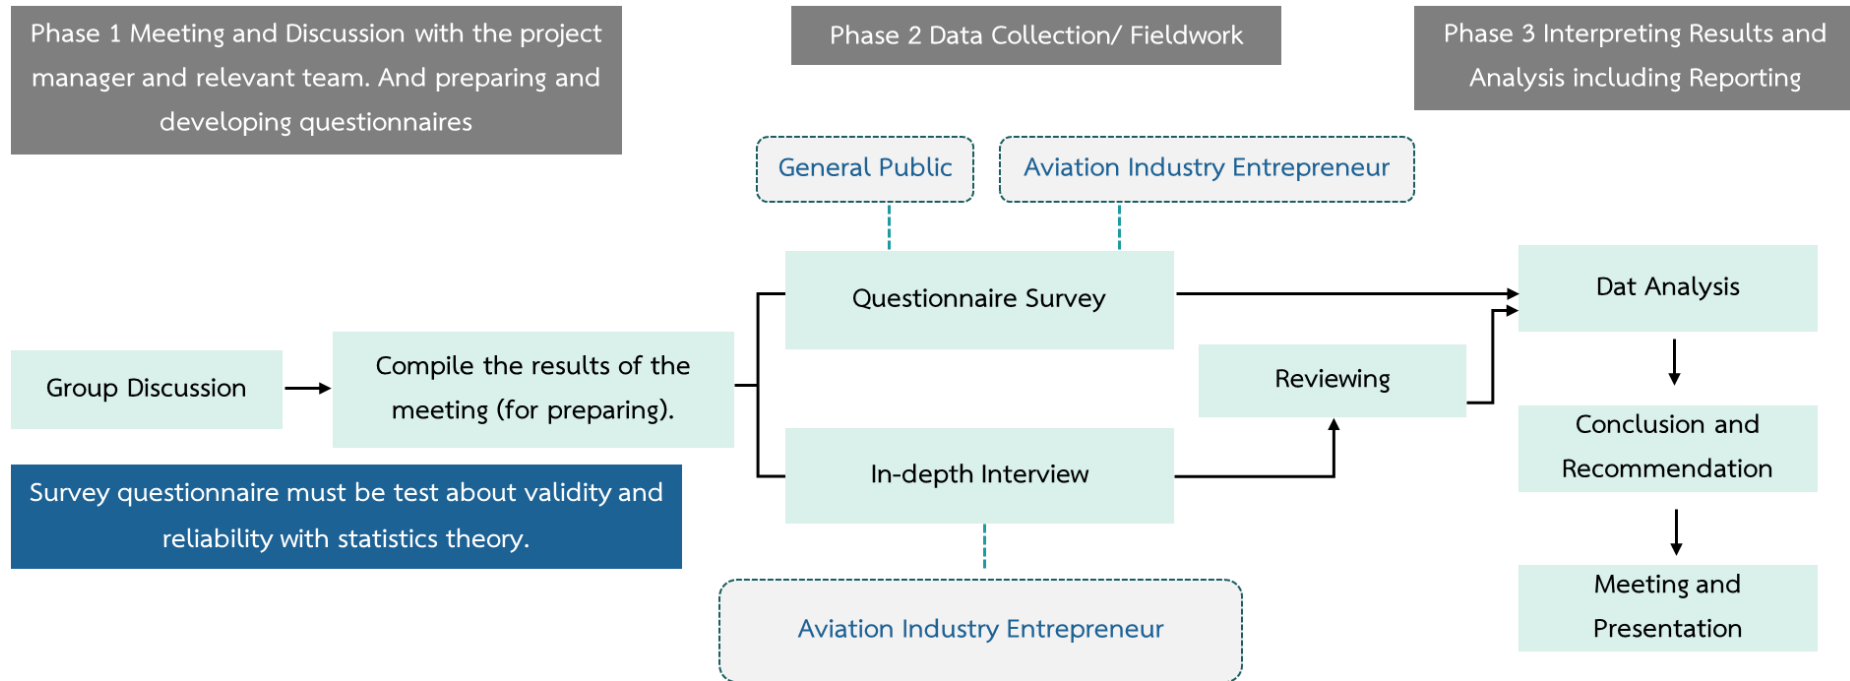 Phase 1 Meeting and Discussion with the project
manager and relevant team. And preparing and
developing questionnaires
Phase 2 Data Collection/ Fieldwork
Phase 3 Interpreting Results and
Analysis including Reporting
General Public
Aviation Industry Entrepreneur
Group Discussion
Compile the results of the
meeting (for preparing).
Survey questionnaire must be test about validity and
reliability with statistics theory.
Questionnaire Survey
In-depth Interview
Aviation Industry Entrepreneur
Reviewing
Dat Analysis
Conclusion and
Recommendation
Meeting and
Presentation